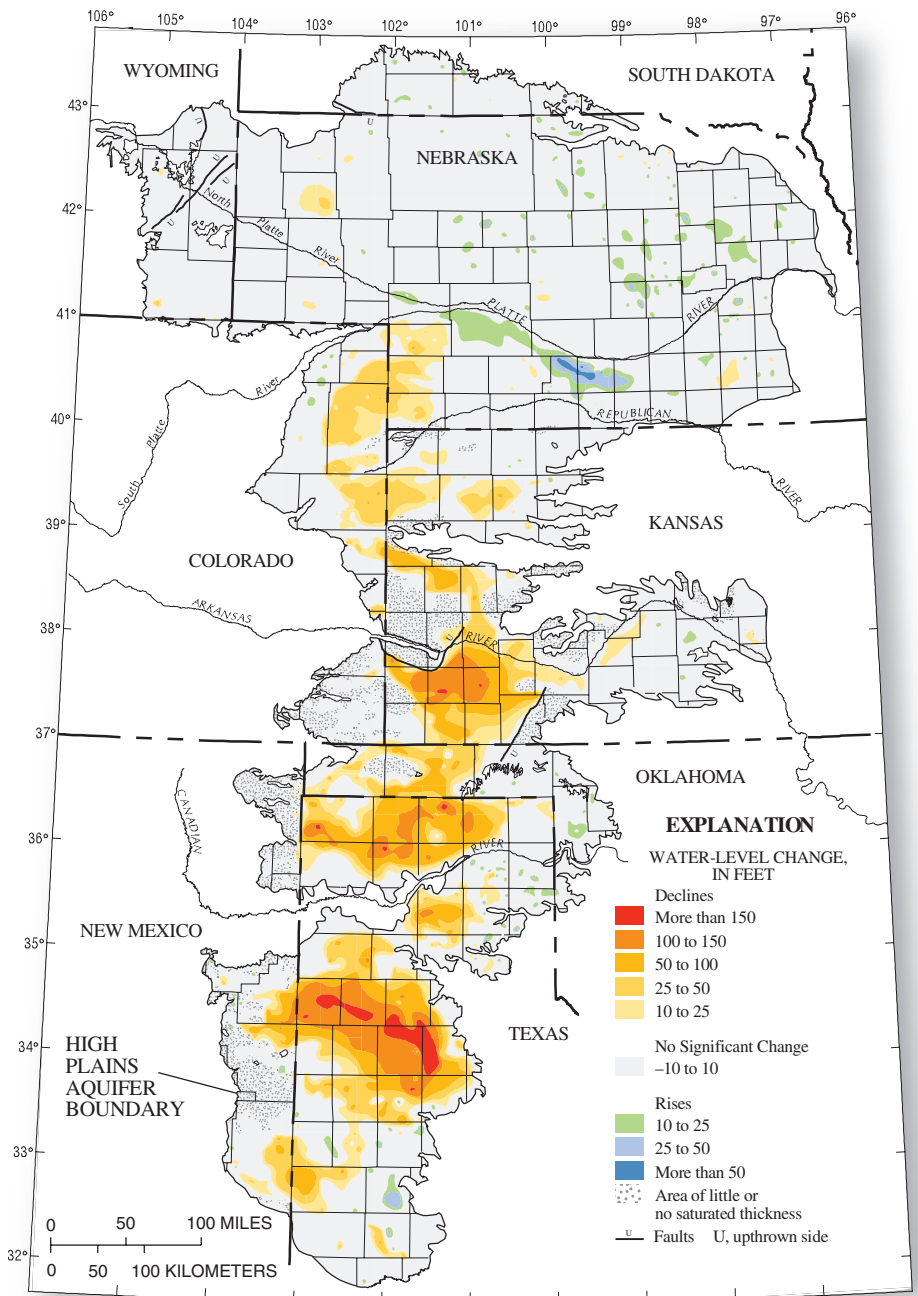 106° 105° 104° 103° 102° 101° 100° 99° 98° 97° 96°
WYOMING
SOUTH DAKOTA
43°
U
NEBRASKA
U
U
U
42°
North
Platte
River
41°
PLATTE
RIVER
River
Platte
South
40°
REPUBLICAN
RIVER
39°
KANSAS
COLORADO
ARKANSAS
38°
U
RIVER
37°
U
OKLAHOMA
CANADIAN
36°
RIVER
EXPLANATION
WATER-LEVEL CHANGE,
IN FEET
Declines
More than 150
100 to 150
50 to 100
25 to 50
10 to 25
No Significant Change
–10 to 10
Rises
10 to 25
25 to 50
More than 50
Area of little or
no saturated thickness
Faults U, upthrown side
35°
NEW MEXICO
TEXAS
34°
HIGH
PLAINS
AQUIFER
BOUNDARY
33°
0 50 100 MILES
32°
0 50 100 KILOMETERS